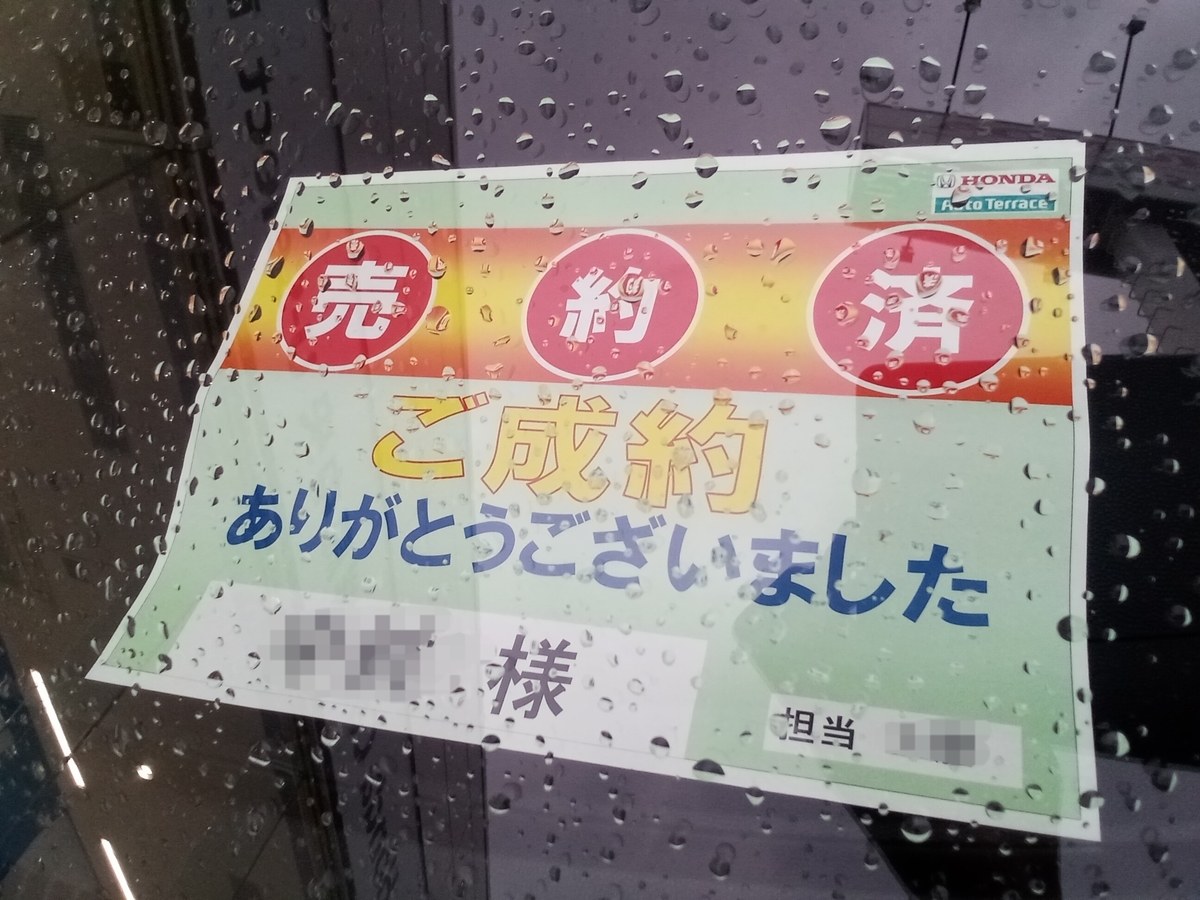 HONDA
Auto Terrace
売約済
ご成約
ありがとうございました
様
担当